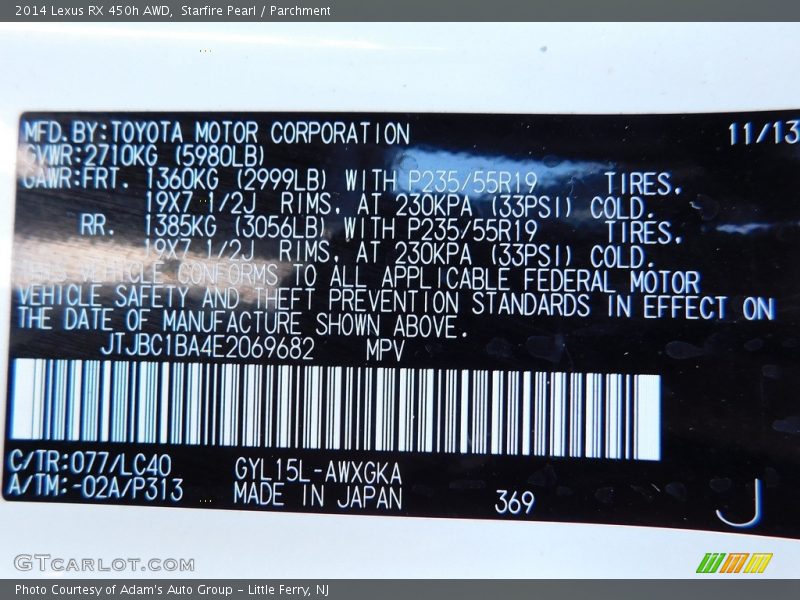 2014 Lexus RX 450h AWD, Starfire Pearl / Parchment
MFD.BY:TOYOTA MOTOR CORPORATION 11/13
GVWR:2710KG (5980LB)
GAWR:FRT. 1360KG (2999LB) WITH P235/55R19 TIRES,
19X7 1/2J RIMS, AT 230KPA (33PSI) COLD.
RR. 1385KG (3056LB) WITH P235/55R19 TIRES,
19X7 1/2J RIMS, AT 230KPA (33PSI) COLD.
THIS VEHICLE CONFORMS TO ALL APPLICABLE FEDERAL MOTOR
VEHICLE SAFETY AND THEFT PREVENTION STANDARDS IN EFFECT ON
THE DATE OF MANUFACTURE SHOWN ABOVE.
JTJBC1BA4E2069682 MPV
C/TR:077/LC40 GYL15L-AWXGKA
A/TM:-02A/P313 MADE IN JAPAN 369 J
GTCARLOT.COM
Photo Courtesy of Adam's Auto Group - Little Ferry, NJ